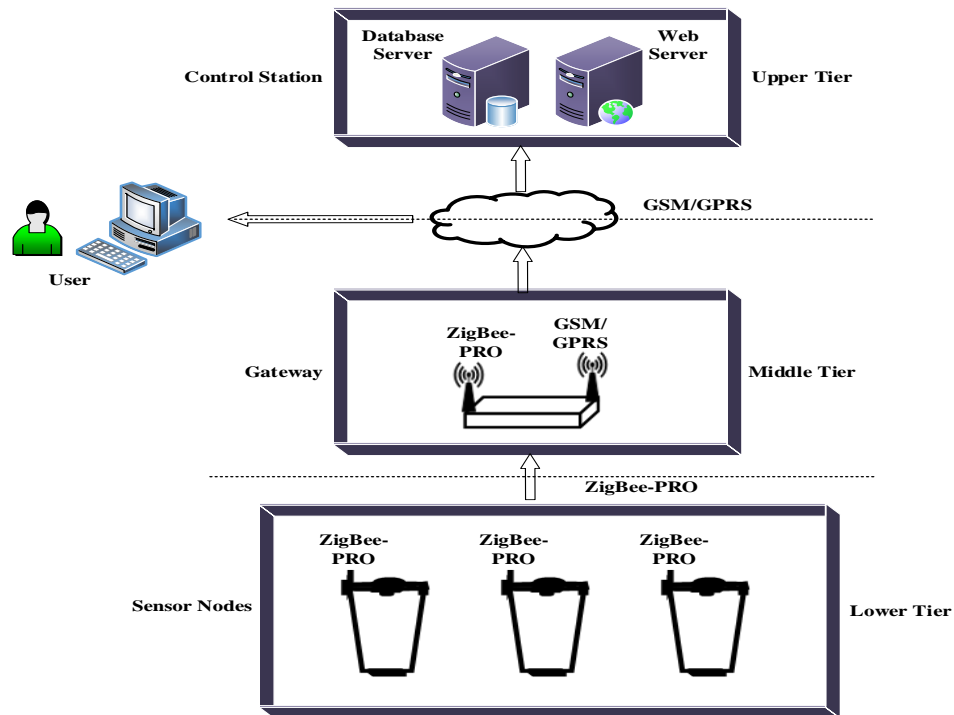 Database
Server
Web
Server
Control Station
Upper Tier
GSM/GPRS
User
ZigBee-
PRO
GSM/
GPRS
Gateway
Middle Tier
ZigBee-PRO
ZigBee-
PRO
ZigBee-
PRO
ZigBee-
PRO
Sensor Nodes
Lower Tier